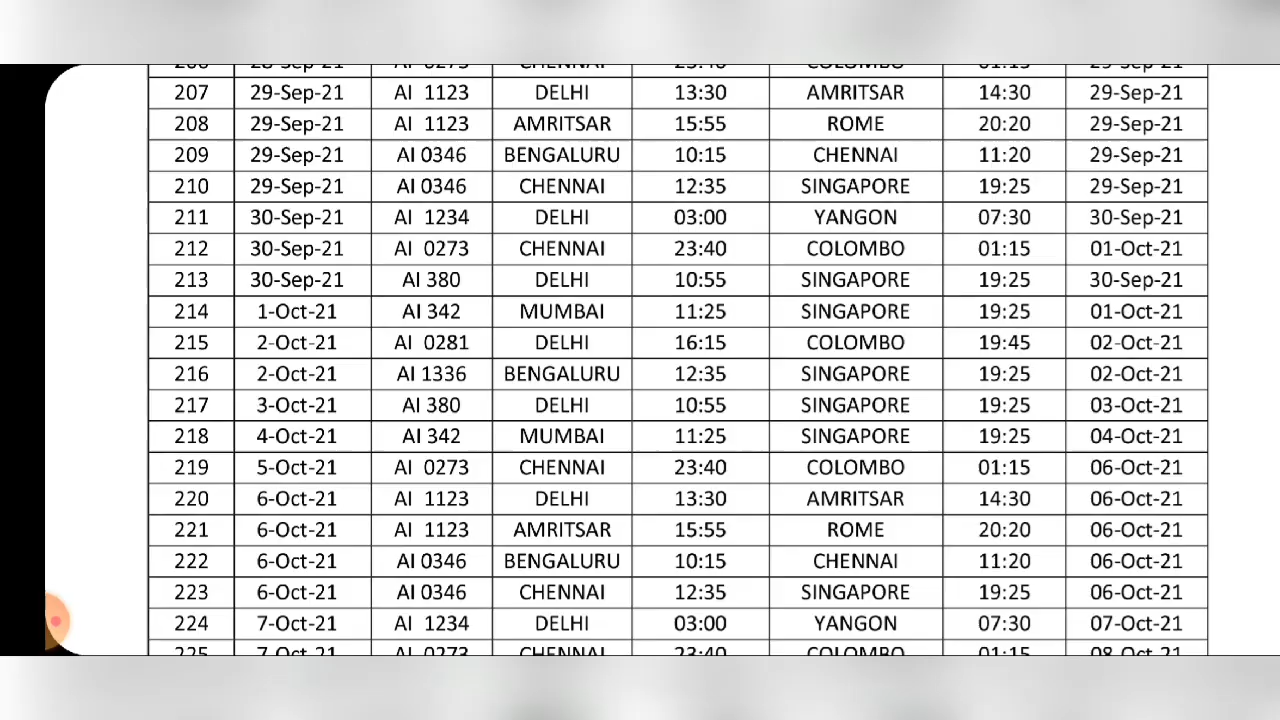 206 28-Sep-21 AI 0273 CHENNAI 23:40 COLOMBO 01:15 29-Sep-21
207 29-Sep-21 AI 1123 DELHI 13:30 AMRITSAR 14:30 29-Sep-21
208 29-Sep-21 AI 1123 AMRITSAR 15:55 ROME 20:20 29-Sep-21
209 29-Sep-21 AI 0346 BENGALURU 10:15 CHENNAI 11:20 29-Sep-21
210 29-Sep-21 AI 0346 CHENNAI 12:35 SINGAPORE 19:25 29-Sep-21
211 30-Sep-21 AI 1234 DELHI 03:00 YANGON 07:30 30-Sep-21
212 30-Sep-21 AI 0273 CHENNAI 23:40 COLOMBO 01:15 01-Oct-21
213 30-Sep-21 AI 380 DELHI 10:55 SINGAPORE 19:25 30-Sep-21
214 1-Oct-21 AI 342 MUMBAI 11:25 SINGAPORE 19:25 01-Oct-21
215 2-Oct-21 AI 0281 DELHI 16:15 COLOMBO 19:45 02-Oct-21
216 2-Oct-21 AI 1336 BENGALURU 12:35 SINGAPORE 19:25 02-Oct-21
217 3-Oct-21 AI 380 DELHI 10:55 SINGAPORE 19:25 03-Oct-21
218 4-Oct-21 AI 342 MUMBAI 11:25 SINGAPORE 19:25 04-Oct-21
219 5-Oct-21 AI 0273 CHENNAI 23:40 COLOMBO 01:15 06-Oct-21
220 6-Oct-21 AI 1123 DELHI 13:30 AMRITSAR 14:30 06-Oct-21
221 6-Oct-21 AI 1123 AMRITSAR 15:55 ROME 20:20 06-Oct-21
222 6-Oct-21 AI 0346 BENGALURU 10:15 CHENNAI 11:20 06-Oct-21
223 6-Oct-21 AI 0346 CHENNAI 12:35 SINGAPORE 19:25 06-Oct-21
224 7-Oct-21 AI 1234 DELHI 03:00 YANGON 07:30 07-Oct-21
225 7-Oct-21 AI 0273 CHENNAI 23:40 COLOMBO 01:15 08-Oct-21